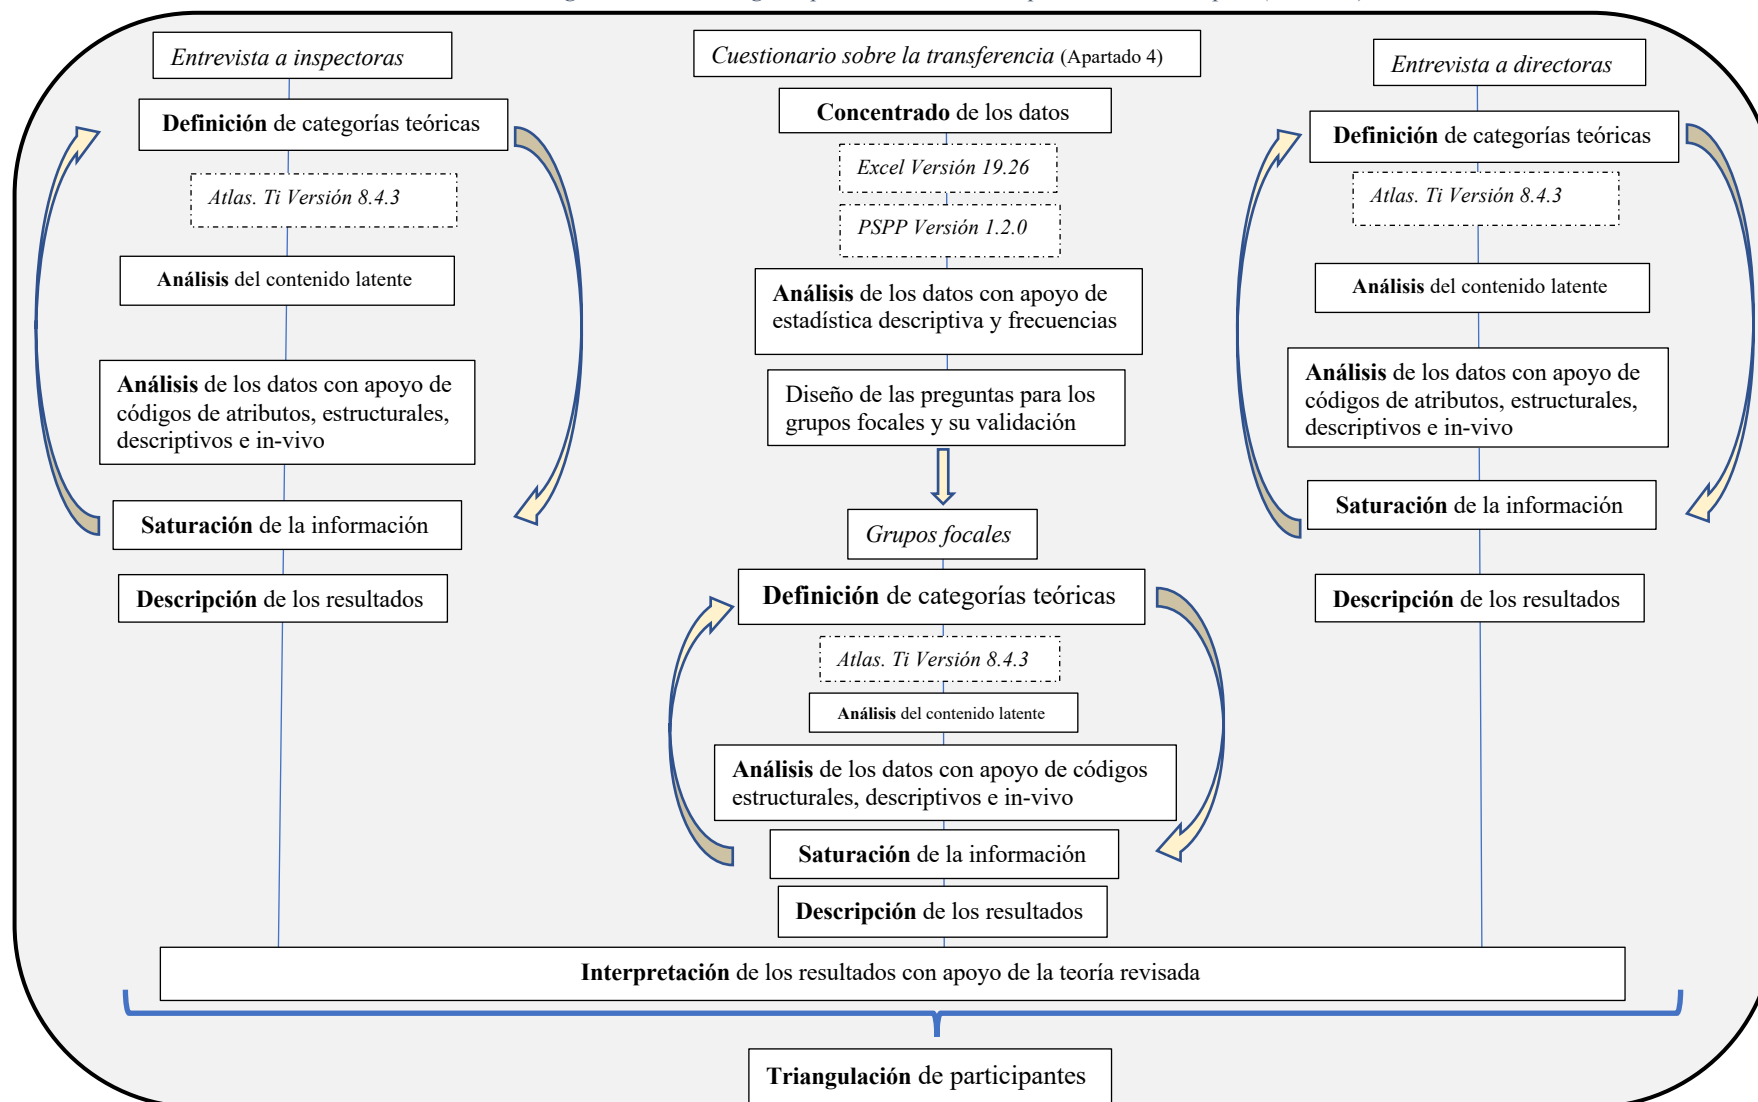 Entrevista a inspectoras
Definición de categorías teóricas
Atlas. Ti Versión 8.4.3
Análisis del contenido latente
Análisis de los datos con apoyo de
códigos de atributos, estructurales,
descriptivos e in-vivo
Saturación de la información
Descripción de los resultados
Cuestionario sobre la transferencia (Apartado 4)
Concentrado de los datos
Excel Versión 19.26
PSPP Versión 1.2.0
Análisis de los datos con apoyo de
estadística descriptiva y frecuencias
Diseño de las preguntas para los
grupos focales y su validación
Grupos focales
Definición de categorías teóricas
Atlas. Ti Versión 8.4.3
Análisis del contenido latente
Análisis de los datos con apoyo de códigos
estructurales, descriptivos e in-vivo
Saturación de la información
Descripción de los resultados
Entrevista a directoras
Definición de categorías teóricas
Atlas. Ti Versión 8.4.3
Análisis del contenido latente
Análisis de los datos con apoyo de
códigos de atributos, estructurales,
descriptivos e in-vivo
Saturación de la información
Descripción de los resultados
Interpretación de los resultados con apoyo de la teoría revisada
Triangulación de participantes